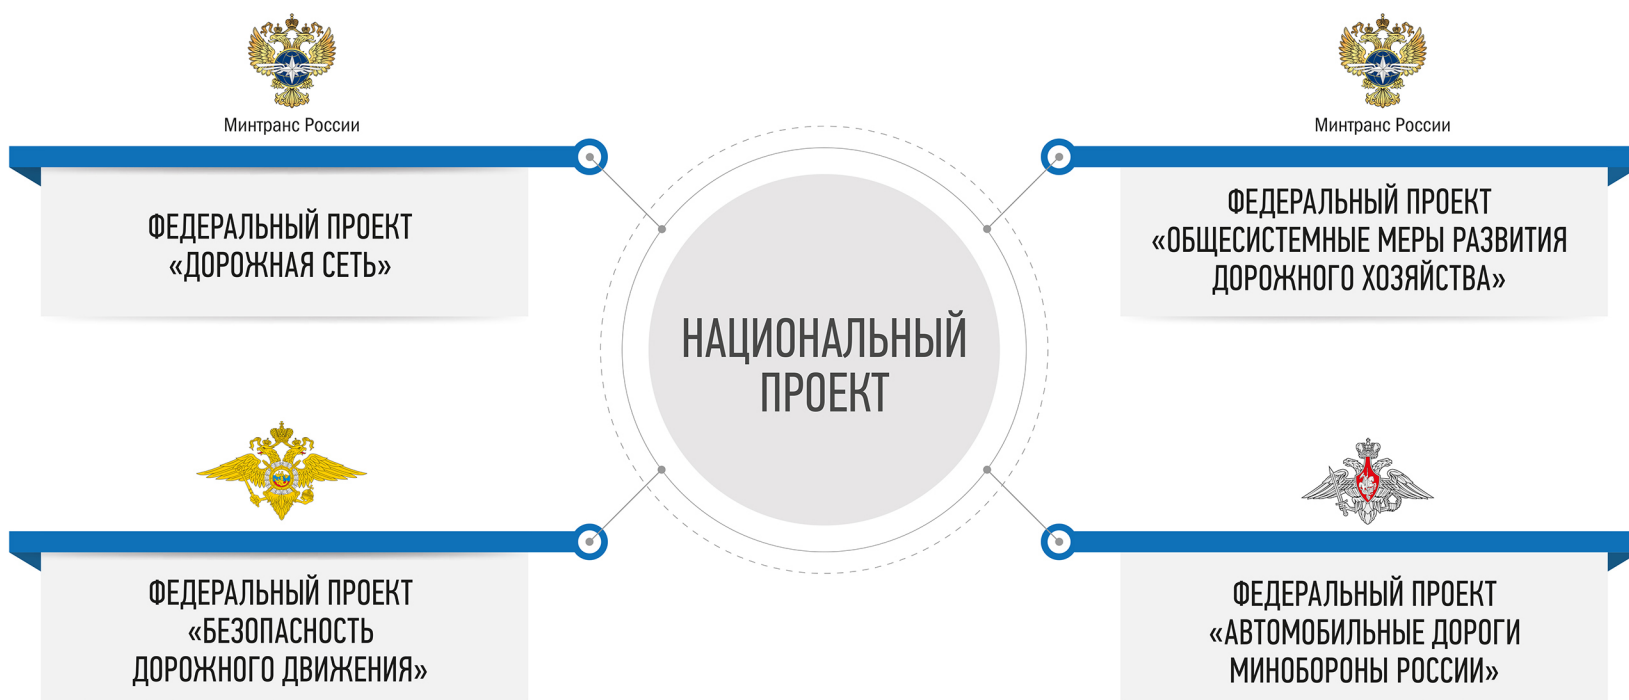 Минтранс России
ФЕДЕРАЛЬНЫЙ ПРОЕКТ
«ДОРОЖНАЯ СЕТЬ»
Минтранс России
ФЕДЕРАЛЬНЫЙ ПРОЕКТ
«ОБЩЕСИСТЕМНЫЕ МЕРЫ РАЗВИТИЯ
ДОРОЖНОГО ХОЗЯЙСТВА»
НАЦИОНАЛЬНЫЙ
ПРОЕКТ
ФЕДЕРАЛЬНЫЙ ПРОЕКТ
«БЕЗОПАСНОСТЬ
ДОРОЖНОГО ДВИЖЕНИЯ»
ФЕДЕРАЛЬНЫЙ ПРОЕКТ
«АВТОМОБИЛЬНЫЕ ДОРОГИ
МИНОБОРОНЫ РОССИИ»